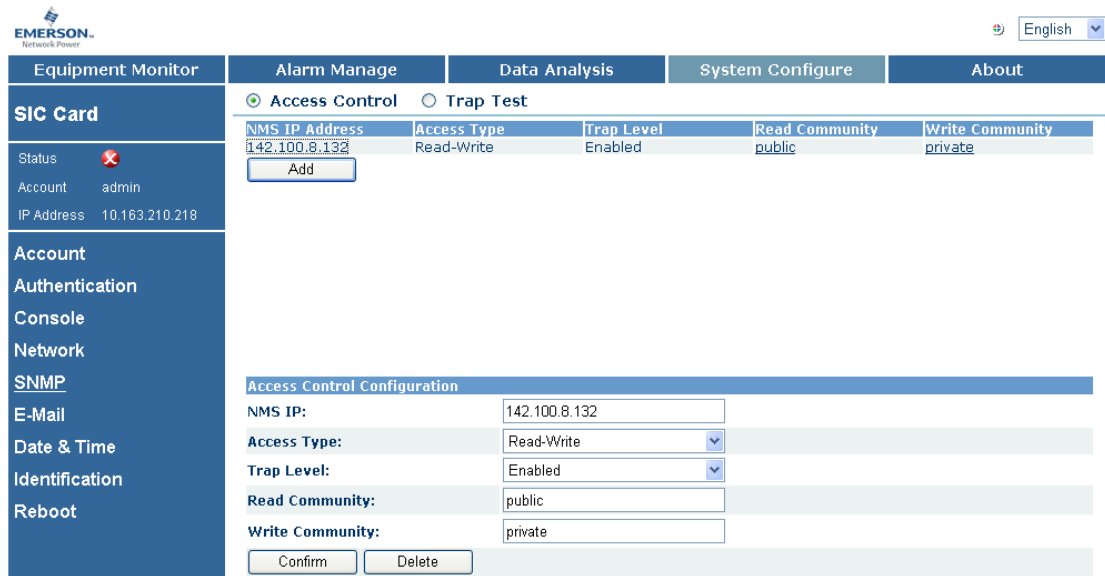 EMERSON™
Network Power
English
Equipment Monitor Alarm Manage Data Analysis System Configure About
SIC Card
Status
Account admin
IP Address 10.163.210.218
Account
Authentication
Console
Network
SNMP
E-Mail
Date & Time
Identification
Reboot
Access Control Trap Test
NMS IP Address Access Type Trap Level Read Community Write Community
142.100.8.132 Read-Write Enabled public private
Add
Access Control Configuration
NMS IP: 142.100.8.132
Access Type: Read-Write
Trap Level: Enabled
Read Community: public
Write Community: private
Confirm Delete